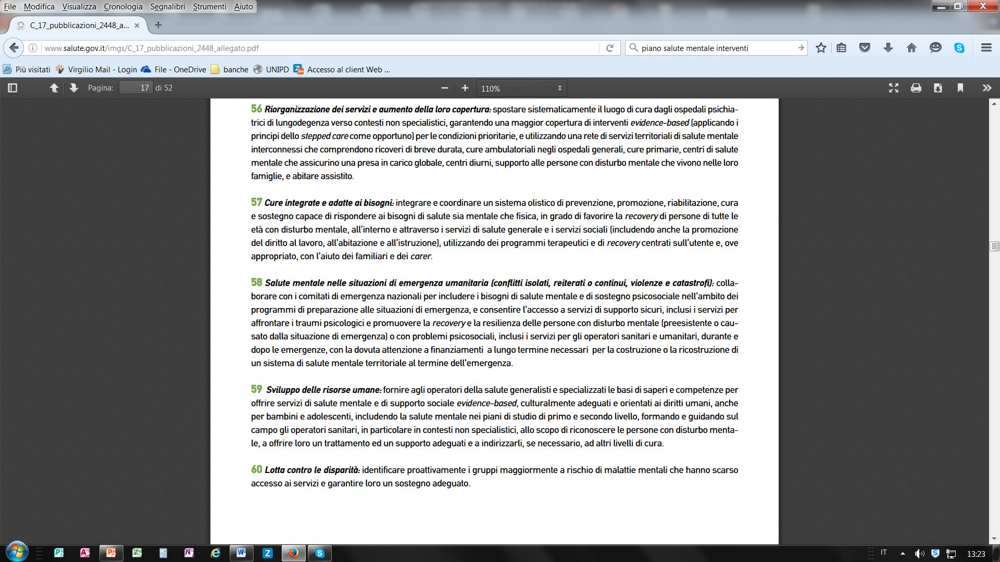 File Modifica Visualizza Cronologia Segnalibri Strumenti Aiuto
C_17_pubblicazioni_2448_a...
www.salute.gov.it/imgs/C_17_pubblicazioni_2448_allegato.pdf
piano salute mentale interventi
Più visitati Virgilio Mail - Login File - OneDrive banche UNIPD Accesso al client Web ...
Pagina: 17 di 52
110%
56 Riorganizzazione dei servizi e aumento della loro copertura: spostare sistematicamente il luogo di cura dagli ospedali psichia-
trici di lungodegenza verso contesti non specialistici, garantendo una maggior copertura di interventi evidence-based (applicando i
principi dello stepped care come opportuno) per le condizioni prioritarie, e utilizzando una rete di servizi territoriali di salute mentale
interconnessi che comprendono ricoveri di breve durata, cure ambulatoriali negli ospedali generali, cure primarie, centri di salute
mentale che assicurino una presa in carico globale, centri diurni, supporto alle persone con disturbo mentale che vivono nelle loro
famiglie, e abitare assistito.
57 Cure integrate e adatte ai bisogni: integrare e coordinare un sistema olistico di prevenzione, promozione, riabilitazione, cura
e sostegno capace di rispondere ai bisogni di salute sia mentale che fisica, in grado di favorire la recovery di persone di tutte le
età con disturbo mentale, all'interno e attraverso i servizi di salute generale e i servizi sociali (includendo anche la promozione
del diritto al lavoro, all'abitazione e all'istruzione), utilizzando dei programmi terapeutici e di recovery centrati sull'utente e, ove
appropriato, con l'aiuto dei familiari e dei carer.
58 Salute mentale nelle situazioni di emergenza umanitaria (conflitti isolati, reiterati o continui, violenze e catastrofi): colla-
borare con i comitati di emergenza nazionali per includere i bisogni di salute mentale e di sostegno psicosociale nell'ambito dei
programmi di preparazione alle situazioni di emergenza, e consentire l'accesso a servizi di supporto sicuri, inclusi i servizi per
affrontare i traumi psicologici e promuovere la recovery e la resilienza delle persone con disturbo mentale (preesistente o cau-
sato dalla situazione di emergenza) o con problemi psicosociali, inclusi i servizi per gli operatori sanitari e umanitari, durante e
dopo le emergenze, con la dovuta attenzione a finanziamenti a lungo termine necessari per la costruzione o la ricostruzione di
un sistema di salute mentale territoriale al termine dell'emergenza.
59 Sviluppo delle risorse umane: fornire agli operatori della salute generalisti e specializzati le basi di saperi e competenze per
offrire servizi di salute mentale e di supporto sociale evidence-based, culturalmente adeguati e orientati ai diritti umani, anche
per bambini e adolescenti, includendo la salute mentale nei piani di studio di primo e secondo livello, formando e guidando sul
campo gli operatori sanitari, in particolare in contesti non specialistici, allo scopo di riconoscere le persone con disturbo menta-
le, a offrire loro un trattamento ed un supporto adeguati e a indirizzarli, se necessario, ad altri livelli di cura.
60 Lotta contro le disparità: identificare proattivamente i gruppi maggiormente a rischio di malattie mentali che hanno scarso
accesso ai servizi e garantire loro un sostegno adeguato.
IT 13:23